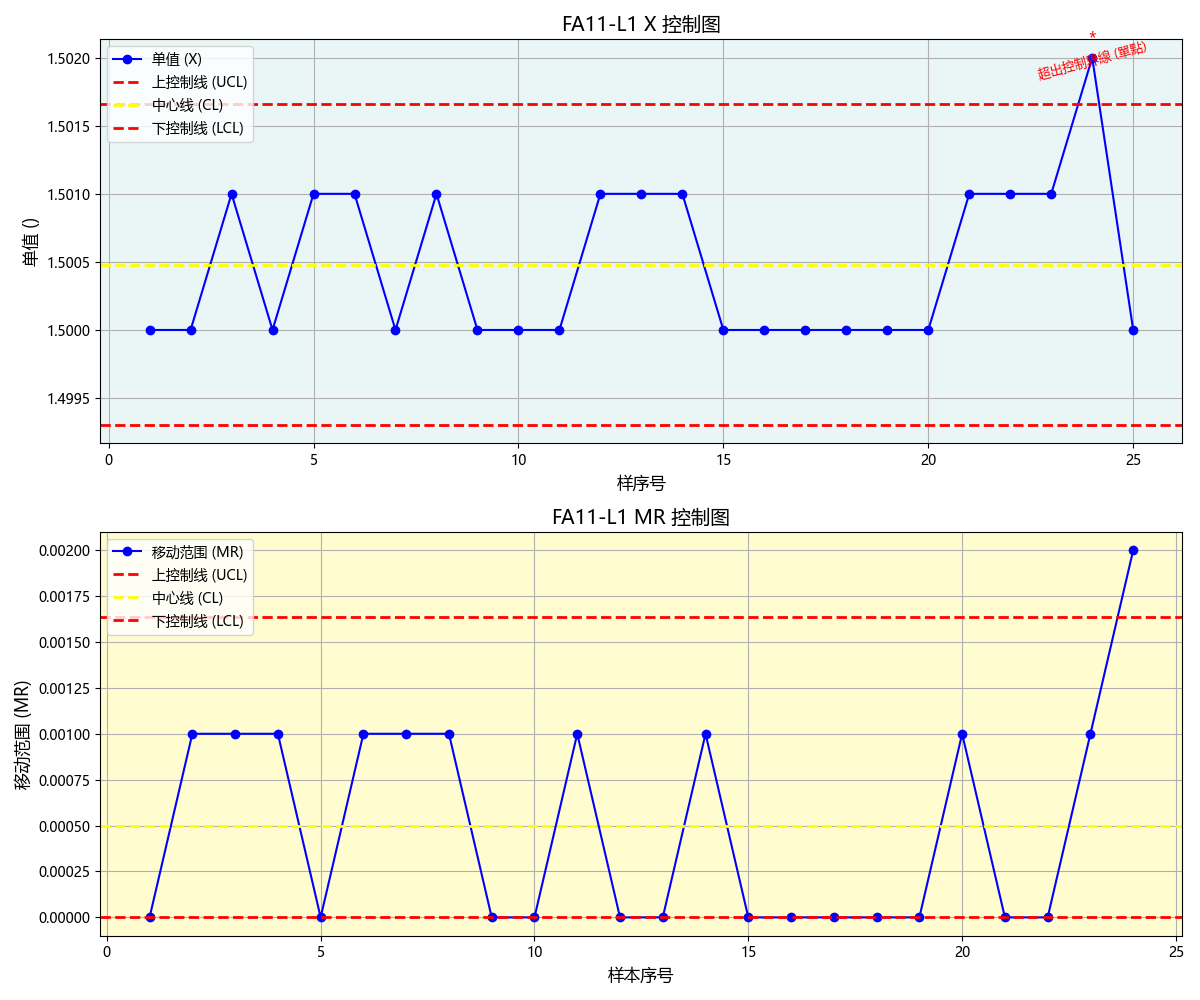 FA11-L1 X 控制图
单值 (X)
上控制线 (UCL)
中心线 (CL)
下控制线 (LCL)
*
超出控制界線 (單點)
1.5020
1.5015
1.5010
1.5005
1.5000
1.4995
单值 ()
0 5 10 15 20 25
样序号
FA11-L1 MR 控制图
移动范围 (MR)
上控制线 (UCL)
中心线 (CL)
下控制线 (LCL)
0.00200
0.00175
0.00150
0.00125
0.00100
0.00075
0.00050
0.00025
0.00000
移动范围 (MR)
0 5 10 15 20 25
样本序号